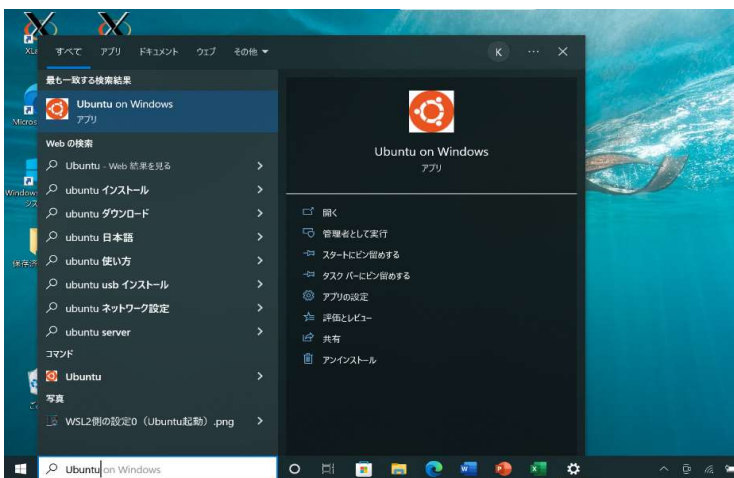 XLa
Micros
Windows
すべて アプリ ドキュメント ウェブ その他
K
最も一致する検索結果
Ubuntu on Windows
アプリ
Web の検索
Ubuntu - Web 結果を見る
ubuntu インストール
ubuntu ダウンロード
ubuntu 日本語
ubuntu 使い方
ubuntu usb インストール
ubuntu ネットワーク設定
ubuntu server
コマンド
Ubuntu
写真
WSL2側の設定0（Ubuntu起動）.png
Ubuntu on Windows
アプリ
開く
管理者として実行
スタートにピン留めする
タスク バーにピン留めする
アプリの設定
評価とレビュー
共有
アンインストール
Ubuntu on Windows